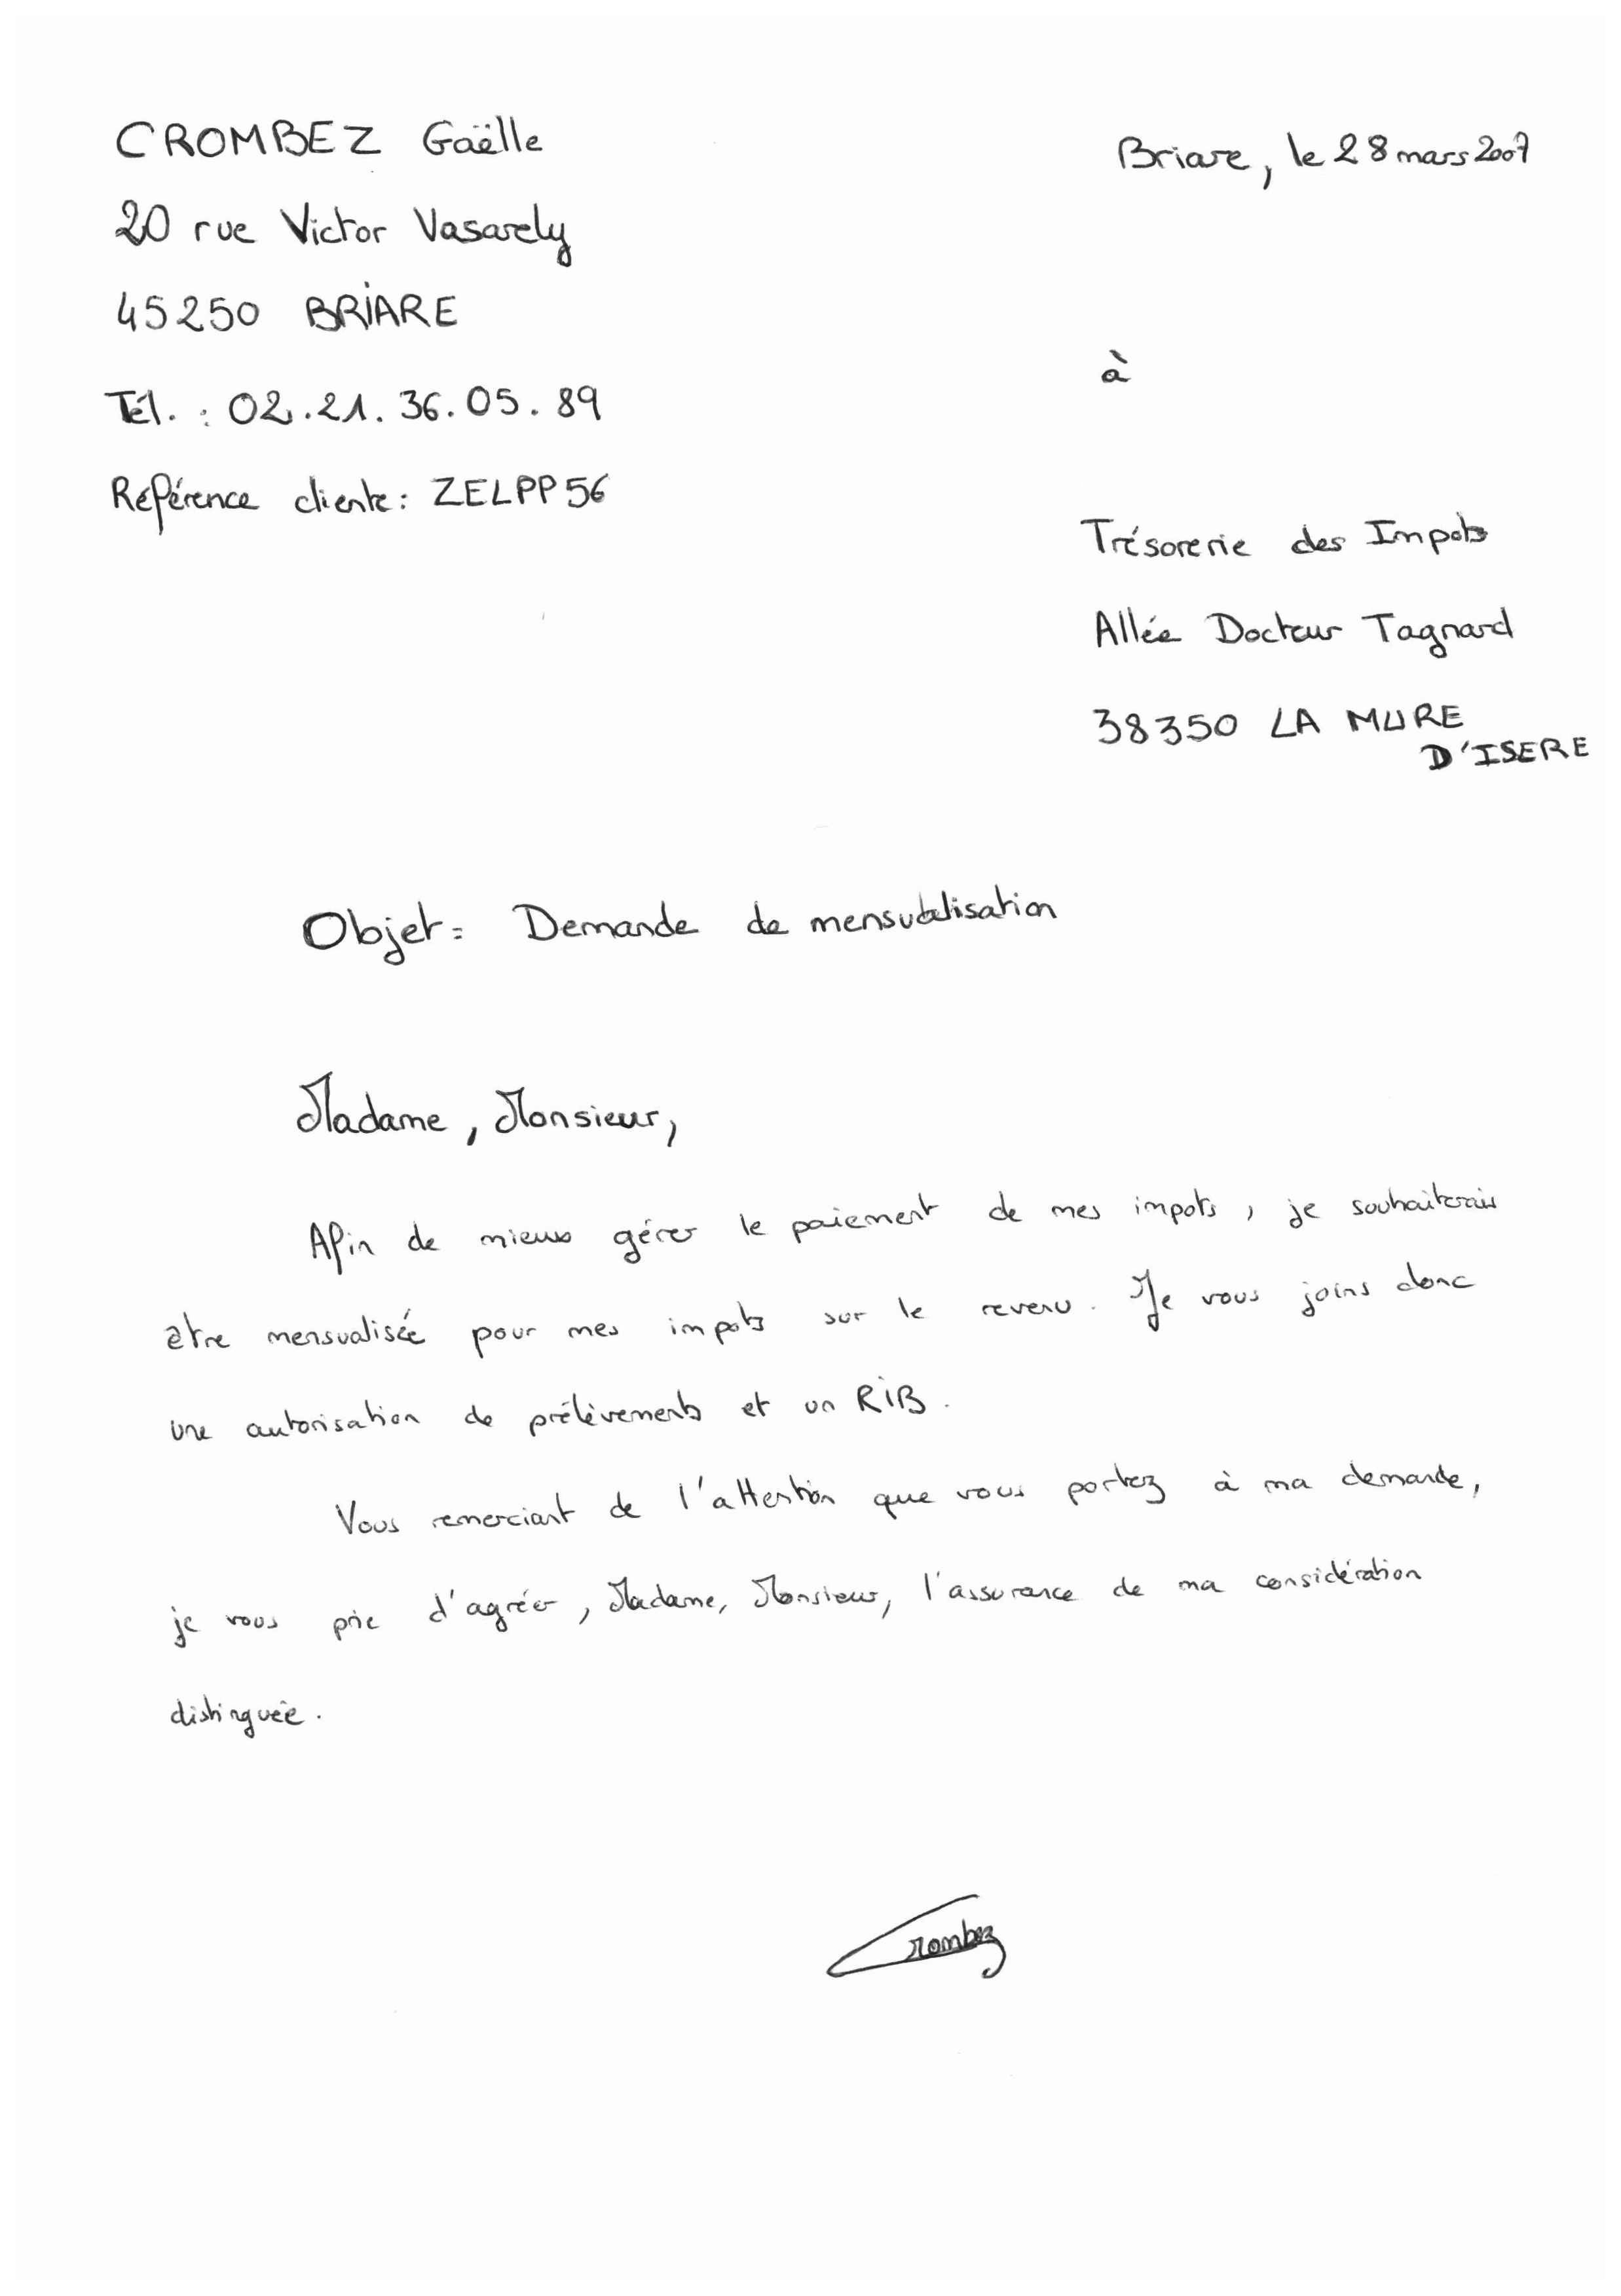 CROMBEZ Gaëlle
20 rue Victor Vasarely
45250 BRIARE
Tél. : 02.21.36.05.89
Référence cliente : ZELPP56
Briare, le 28 mars 2007
à
Trésorerie des Impots
Allée Docteur Tagnard
38350 LA MURE
D'ISERE
Objet : Demande de mensualisation
Madame, Monsieur,
Afin de mieux gérer le paiement de mes impots, je souhaiterais
être mensualisée pour mes impots sur le revenu. Je vous joins donc
une autorisation de prélèvements et un RIB.
Vous remerciant de l'attention que vous portez à ma demande,
je vous prie d'agréer, Madame, Monsieur, l'assurance de ma considération
distinguée.
Crombez